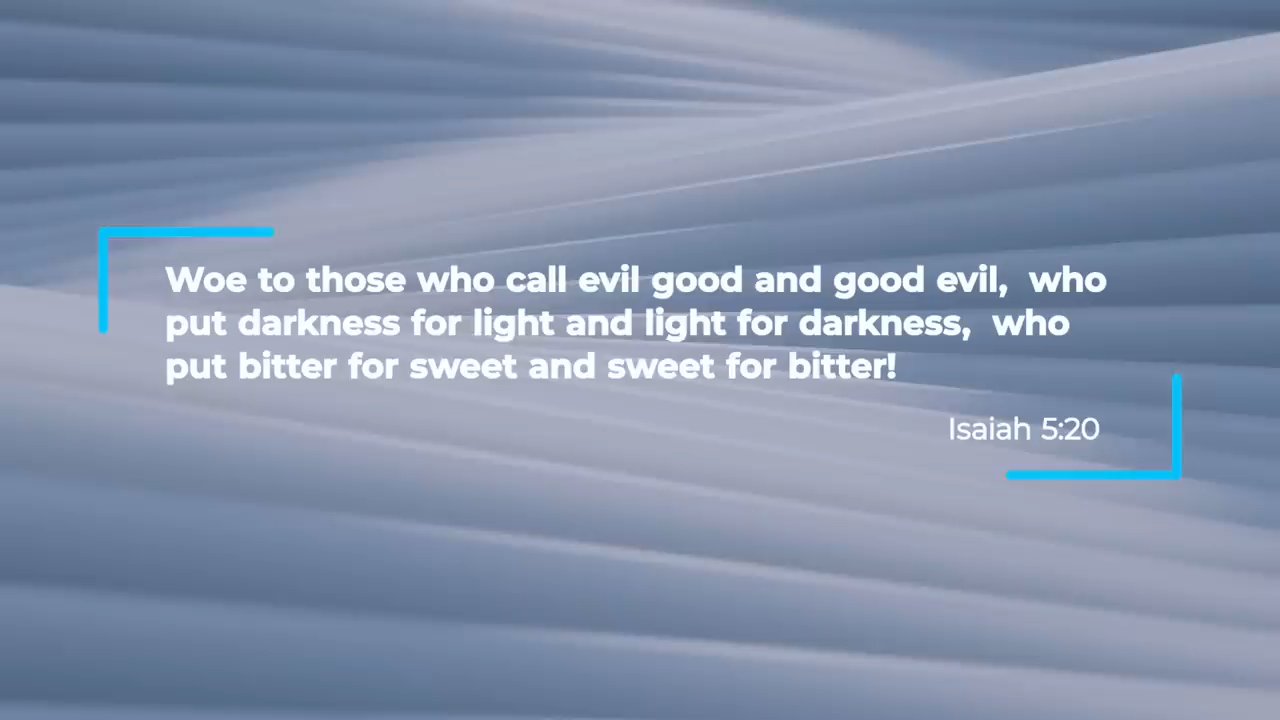 Woe to those who call evil good and good evil,  who
put darkness for light and light for darkness,  who
put bitter for sweet and sweet for bitter!
Isaiah 5:20